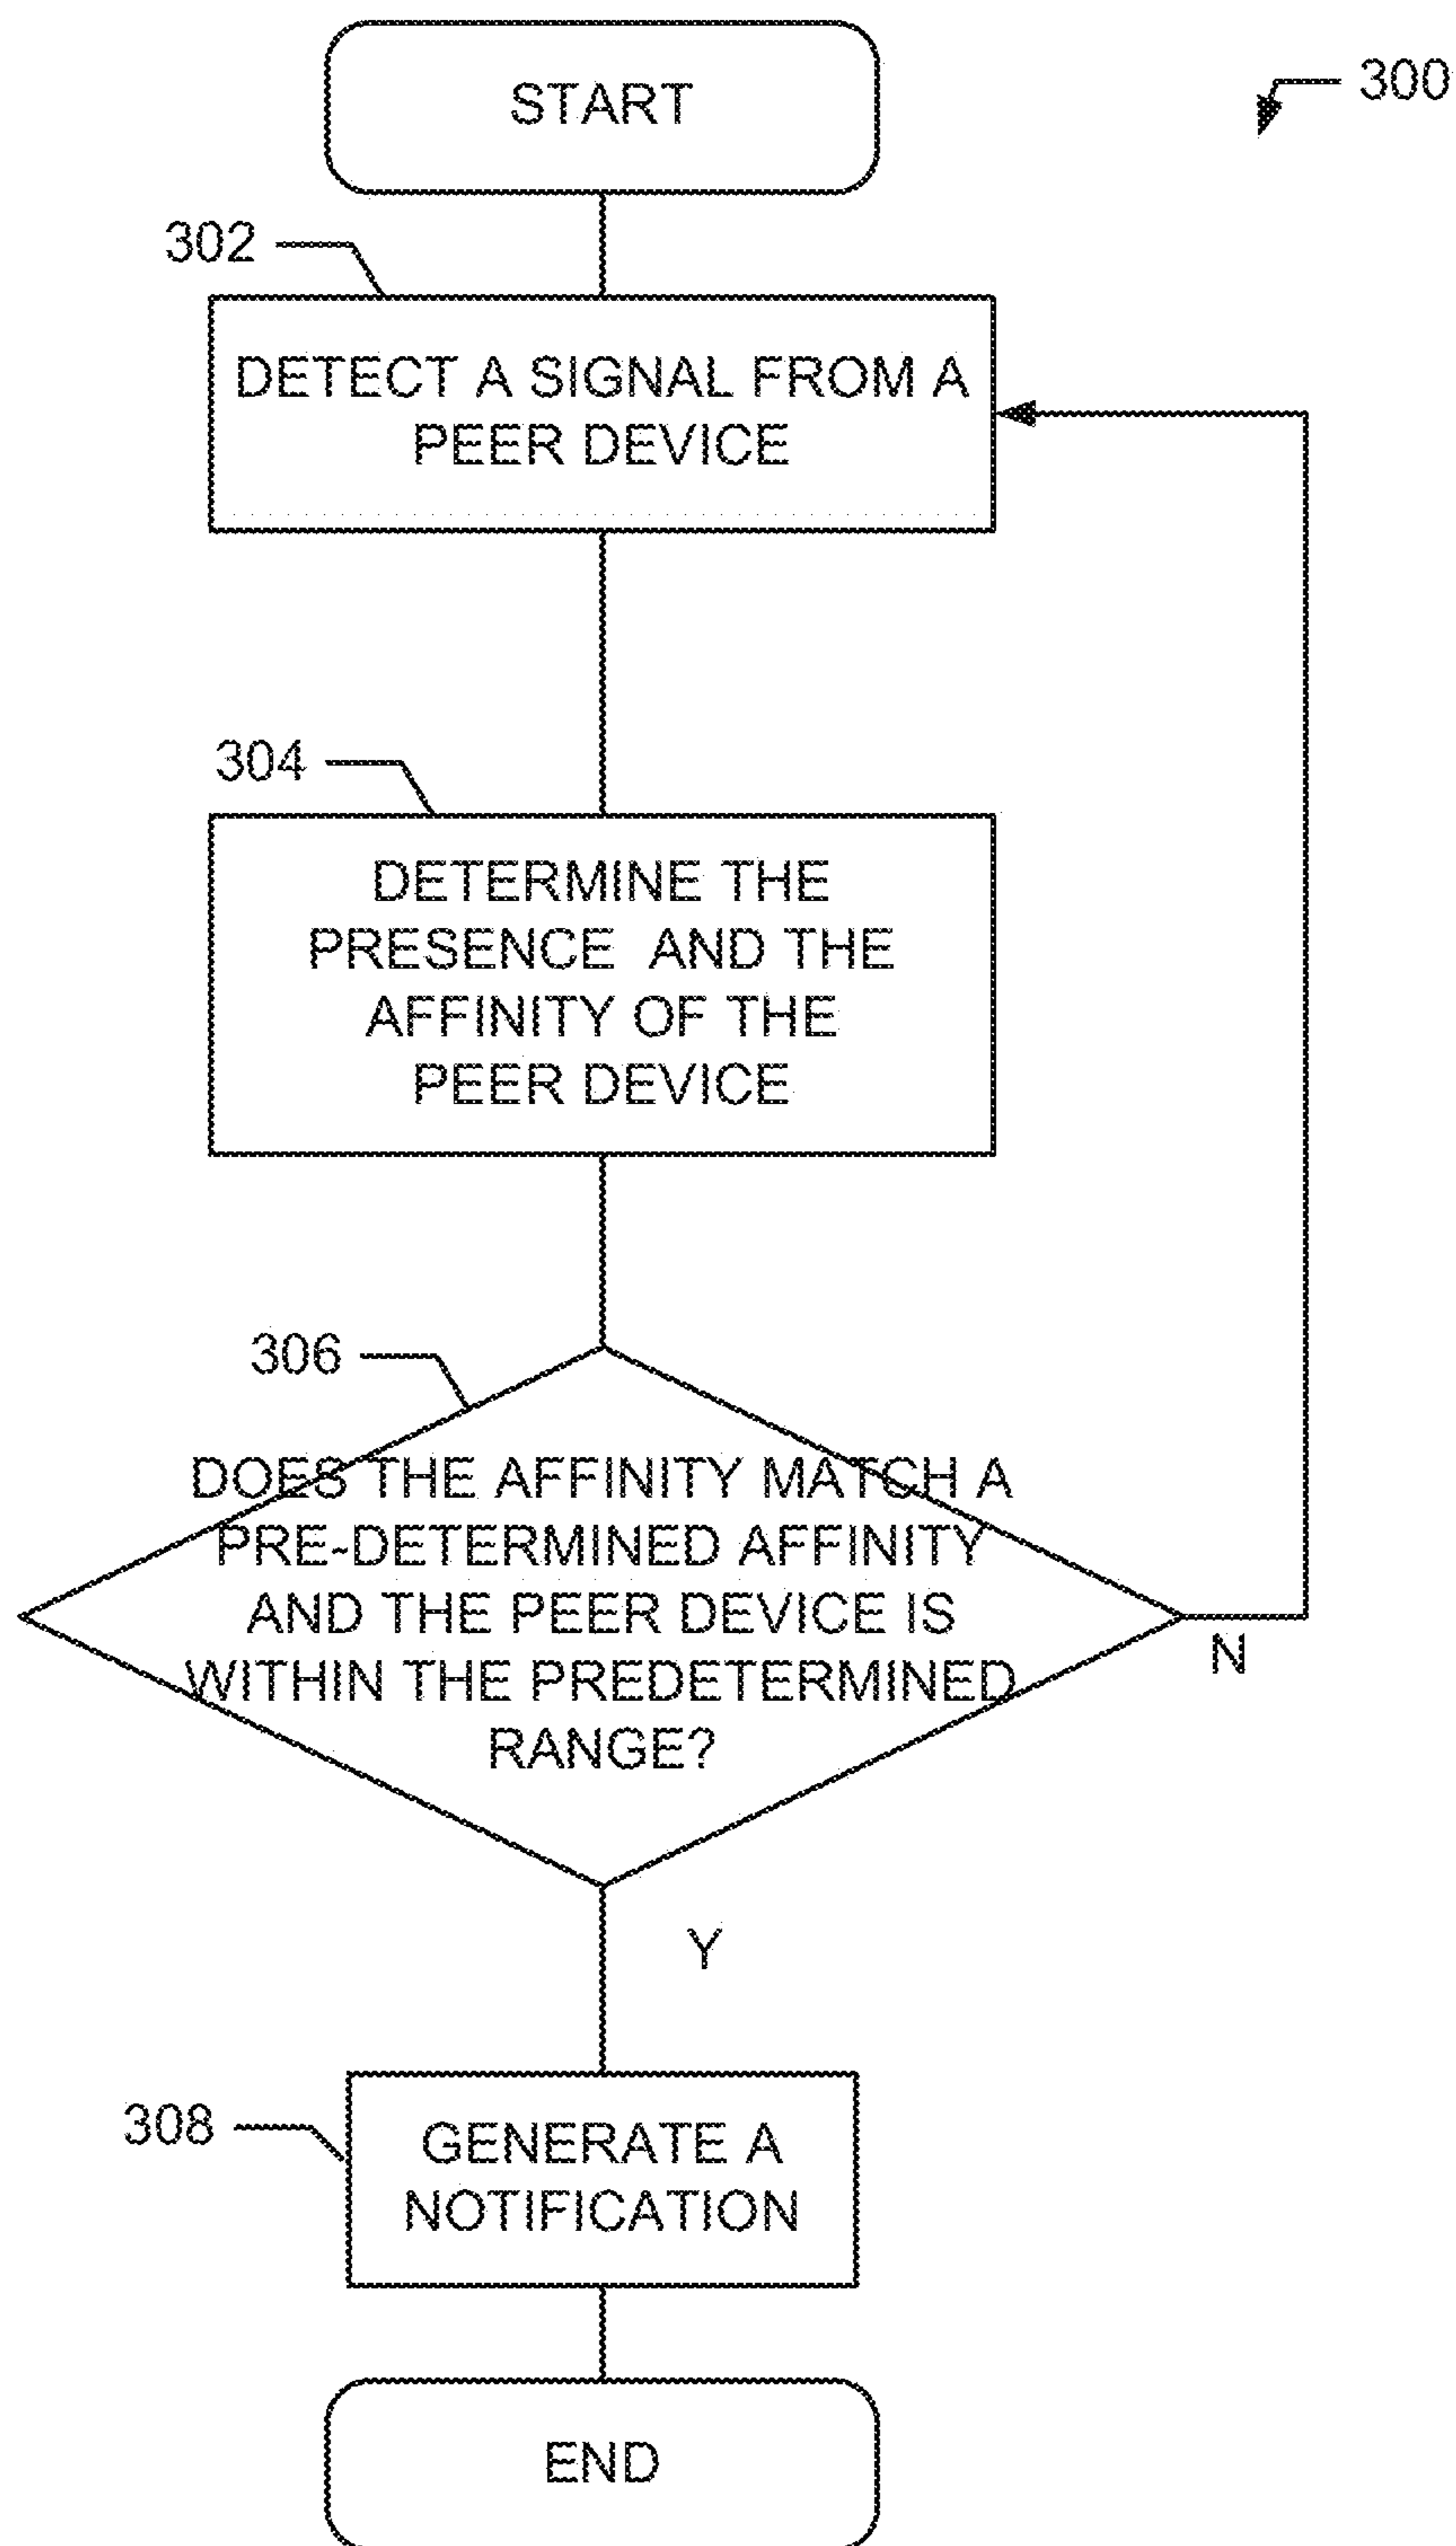 START
300
302
DETECT A SIGNAL FROM A
PEER DEVICE
304
DETERMINE THE
PRESENCE AND THE
AFFINITY OF THE
PEER DEVICE
306
DOES THE AFFINITY MATCH A
PRE-DETERMINED AFFINITY
AND THE PEER DEVICE IS
WITHIN THE PREDETERMINED
RANGE?
N
Y
308
GENERATE A
NOTIFICATION
END